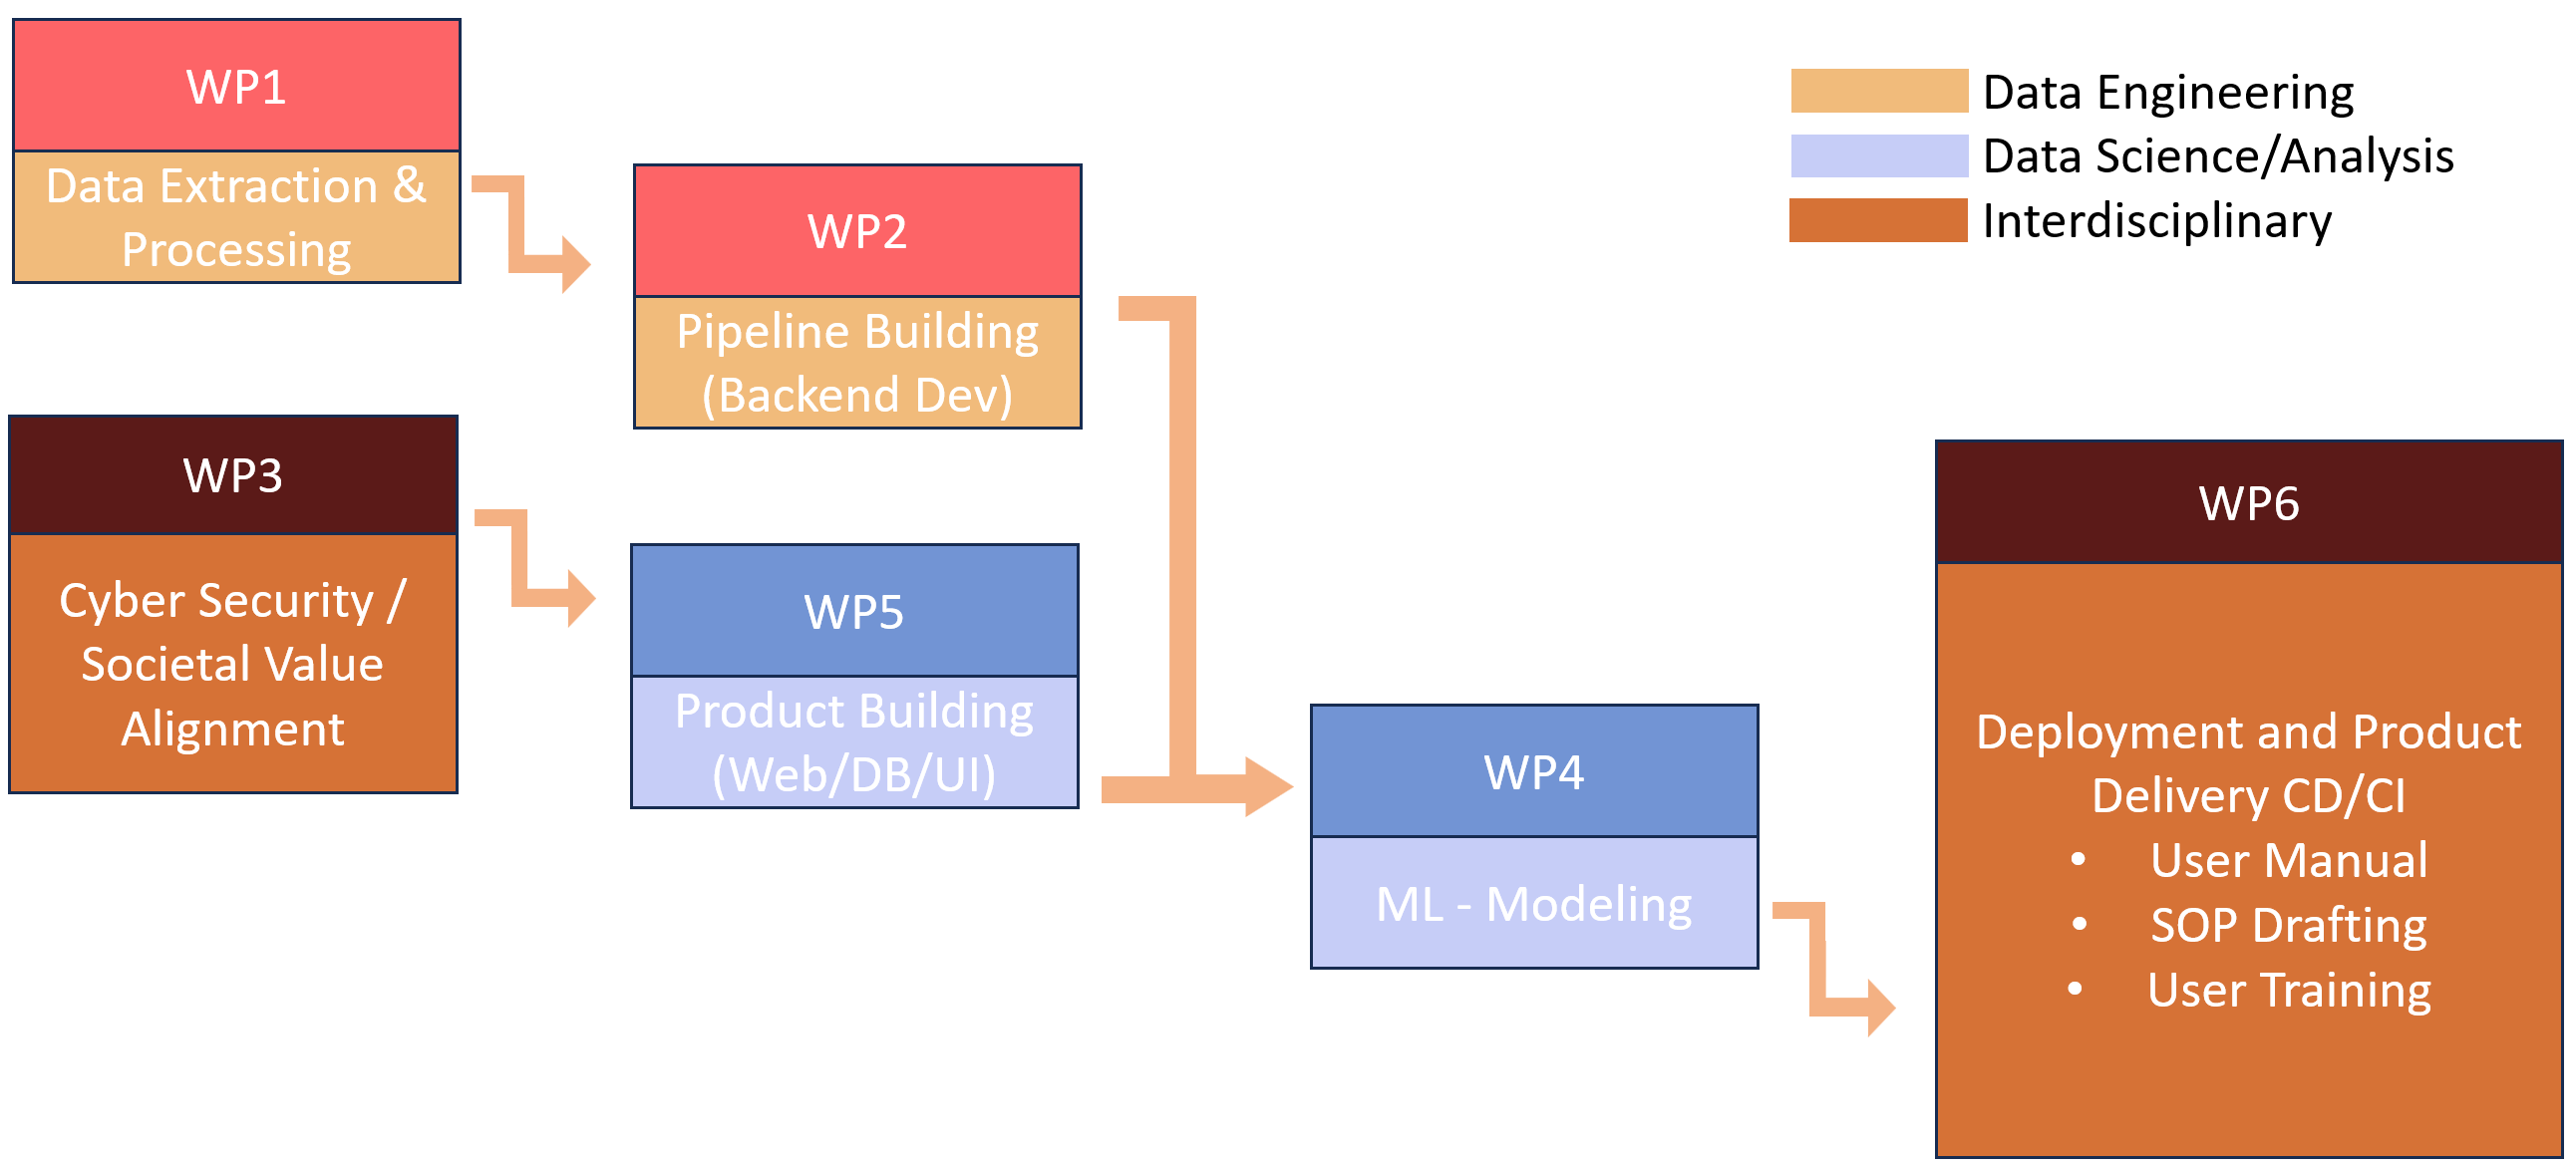 WP1
Data Extraction &
Processing
WP2
Pipeline Building
(Backend Dev)
WP3
Cyber Security /
Societal Value
Alignment
WP5
Product Building
(Web/DB/UI)
WP4
ML - Modeling
WP6
Deployment and Product
Delivery CD/CI
• User Manual
• SOP Drafting
• User Training
Data Engineering
Data Science/Analysis
Interdisciplinary